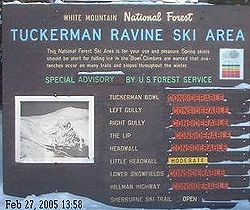 WHITE MOUNTAIN National Forest
TUCKERMAN RAVINE SKI AREA
This National Forest Ski Area is for your use and pleasure. Spring skiers
should be alert for falling ice in the Bowl. Climbers are warned that ava-
lanches occur on many trails and slopes throughout the winter.
SPECIAL ADVISORY BY U.S. FOREST SERVICE
TUCKERMAN BOWL CONSIDERABLE
LEFT GULLY CONSIDERABLE
RIGHT GULLY CONSIDERABLE
THE LIP CONSIDERABLE
HEADWALL CONSIDERABLE
LITTLE HEADWALL MODERATE
LOWER SNOWFIELDS CONSIDERABLE
HILLMAN HIGHWAY CONSIDERABLE
SHERBURNE SKI-TRAIL OPEN
Feb 27, 2005 13:58